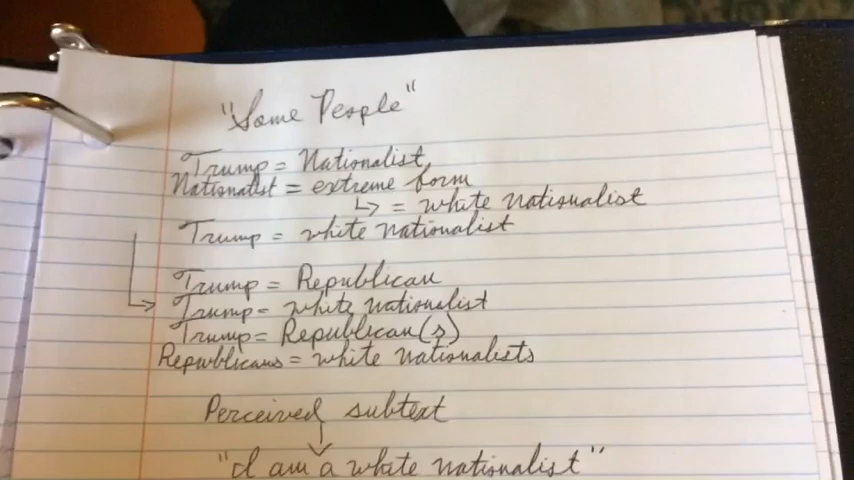 "Some People"
Trump = Nationalist
Nationalist = extreme form
↳ = white nationalist
Trump = white nationalist
Trump = Republican
Trump = white nationalist
Trump = Republican(s)
Republicans = white nationalists
Perceived subtext
"I am a white nationalist"